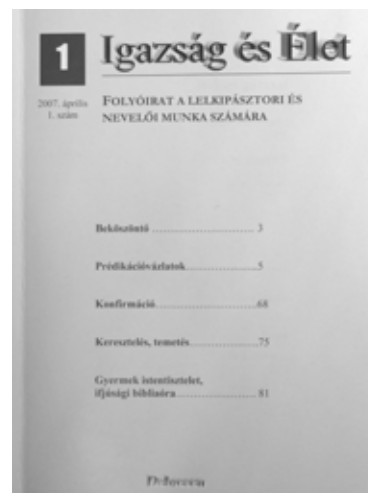 1
Igazság és Élet
2007. április
1. szám
FOLYÓIRAT A LELKIPÁSZTORI ÉS
NEVELŐI MUNKA SZÁMÁRA
Beköszöntő ........................ 3
Prédikációvázlatok ...................... 5
Konfirmáció ........................ 68
Keresztelés, temetés ...................... 75
Gyermek istentisztelet,
ifjúsági bibliaóra ...................... 81
Debrecen